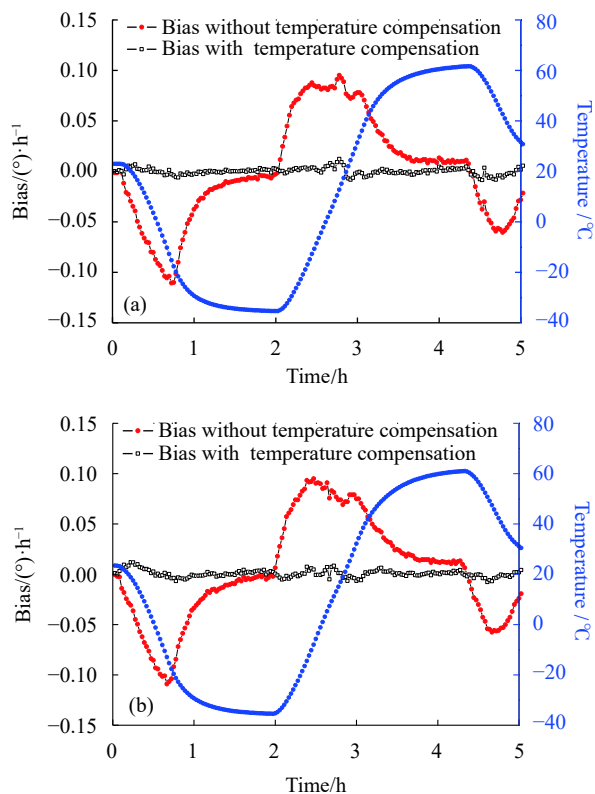 Bias without temperature compensation
Bias with temperature compensation
0.15
0.10
0.05
0.00
−0.05
−0.10
−0.15
Bias/(°)·h⁻¹
80
60
40
20
0
−20
−40
Temperature /℃
(a)
0 1 2 3 4 5
Time/h
Bias without temperature compensation
Bias with temperature compensation
0.15
0.10
0.05
0.00
−0.05
−0.10
−0.15
Bias/(°)·h⁻¹
80
60
40
20
0
−20
−40
Temperature /℃
(b)
0 1 2 3 4 5
Time/h